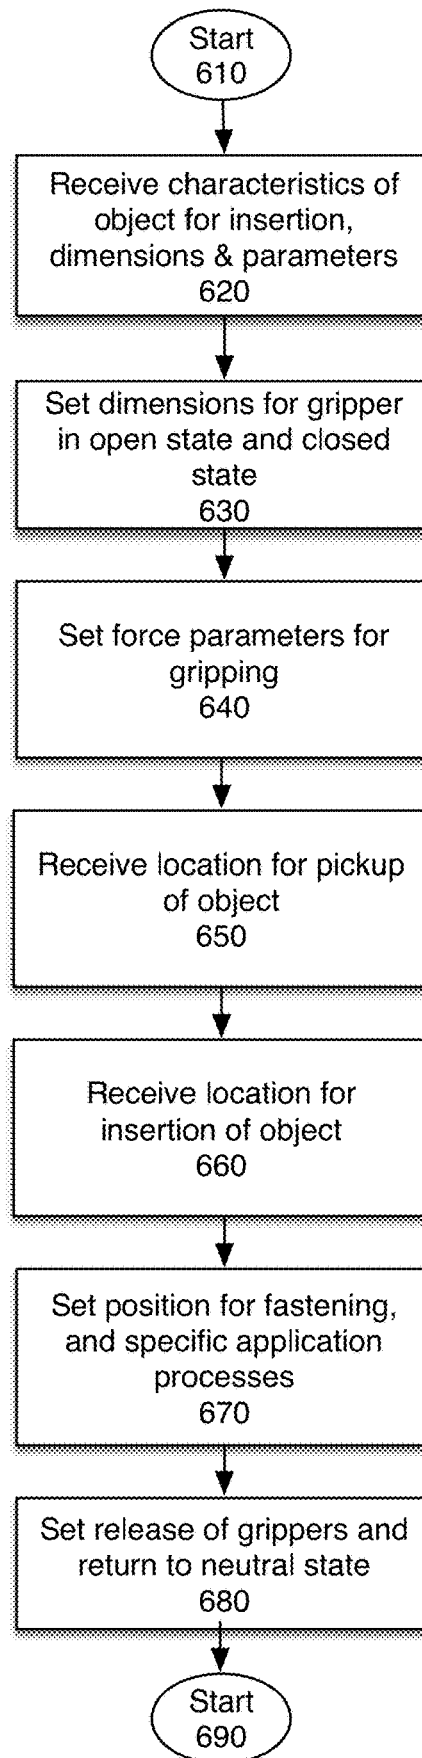 Start
610
Receive characteristics of
object for insertion,
dimensions & parameters
620
Set dimensions for gripper
in open state and closed
state
630
Set force parameters for
gripping
640
Receive location for pickup
of object
650
Receive location for
insertion of object
660
Set position for fastening,
and specific application
processes
670
Set release of grippers and
return to neutral state
680
Start
690